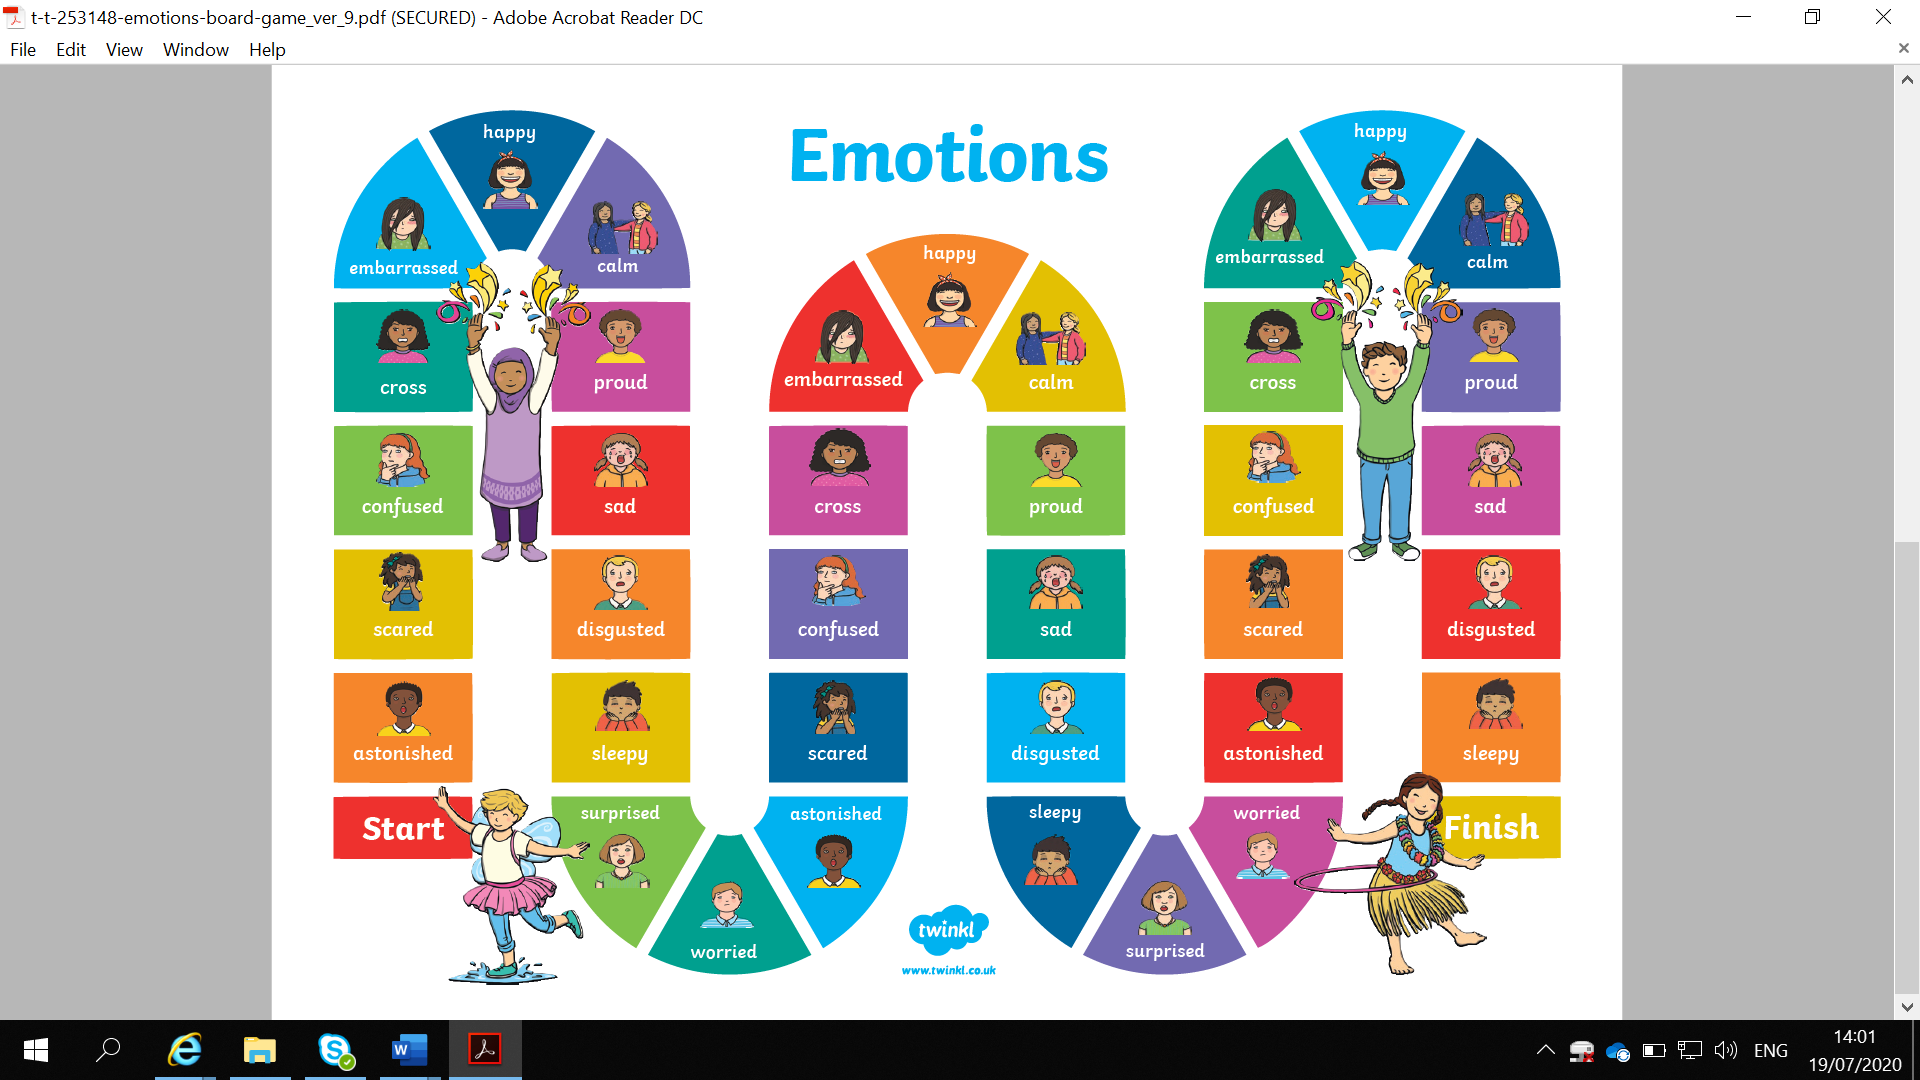 t-t-253148-emotions-board-game_ver_9.pdf (SECURED) - Adobe Acrobat Reader DC
File Edit View Window Help
Emotions
Start
astonished
scared
confused
cross
embarrassed
happy
calm
proud
sad
disgusted
sleepy
surprised
worried
astonished
scared
confused
cross
embarrassed
happy
calm
proud
sad
disgusted
sleepy
surprised
worried
astonished
scared
confused
cross
embarrassed
happy
calm
proud
sad
disgusted
sleepy
Finish
twinkl
www.twinkl.co.uk
ENG
14:01
19/07/2020